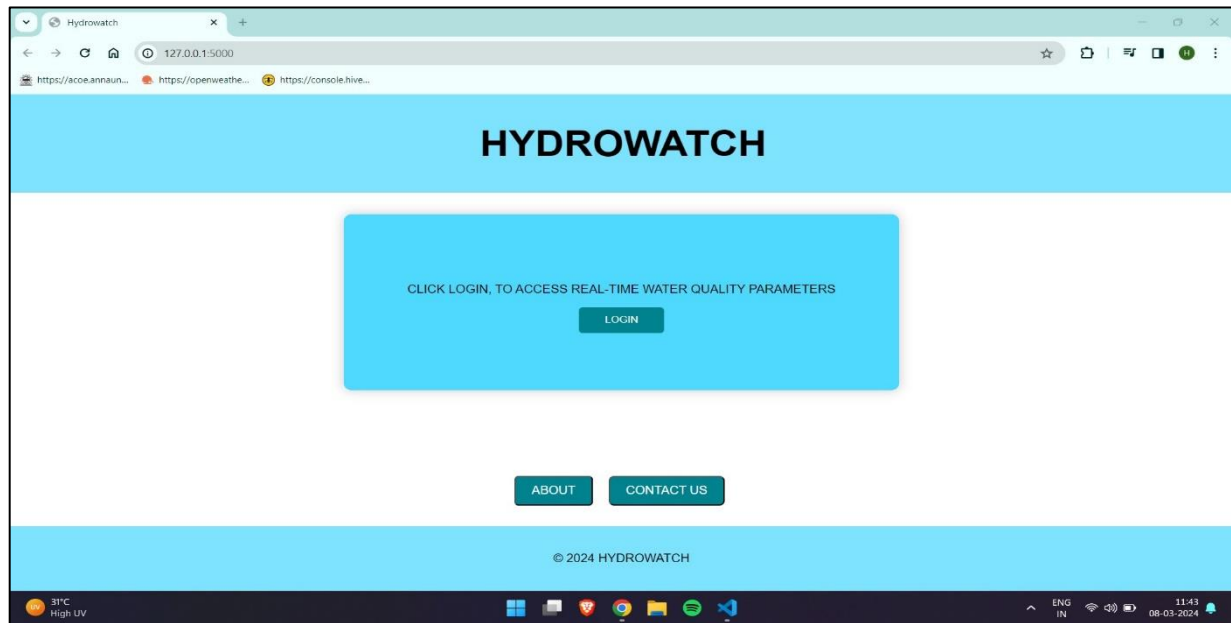 Hydrowatch
127.0.0.1:5000
https://acoe.annaun... https://openweathe... https://console.hive...
HYDROWATCH
CLICK LOGIN, TO ACCESS REAL-TIME WATER QUALITY PARAMETERS
LOGIN
ABOUT CONTACT US
© 2024 HYDROWATCH
UV 31°C ENG 11:43
High UV IN 08-03-2024